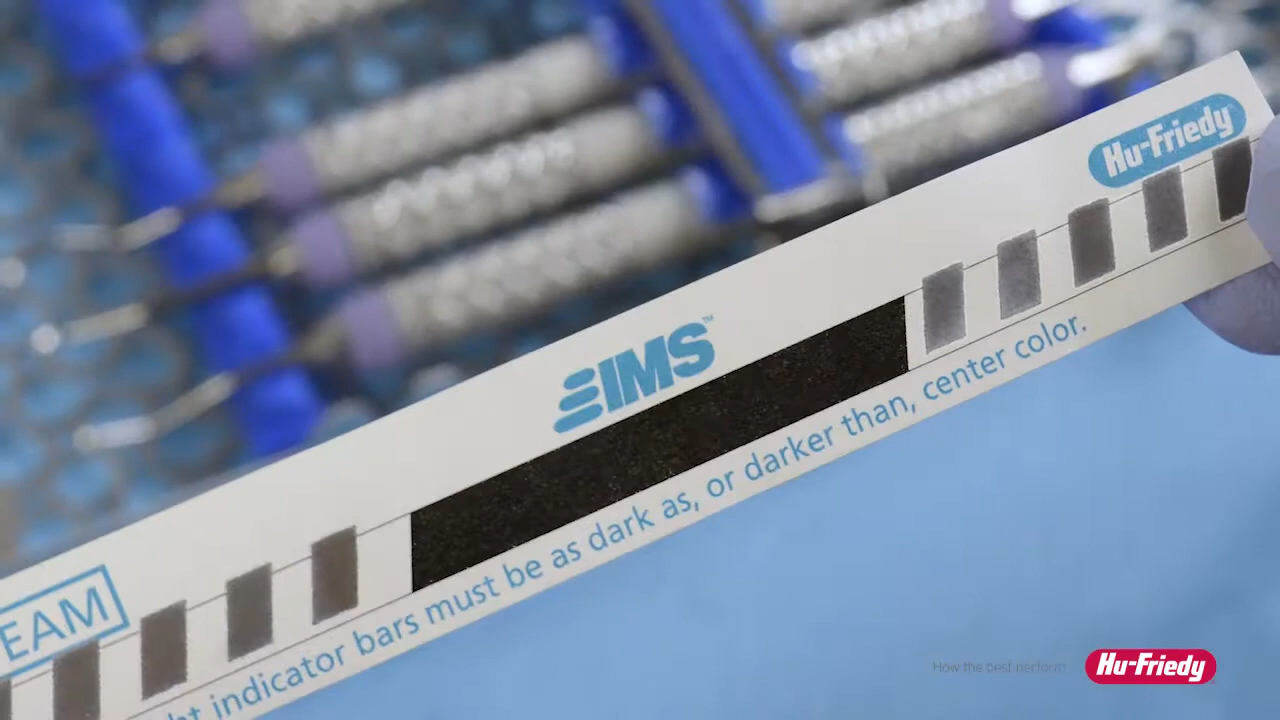 Hu-Friedy
IMS™
EAM
ht indicator bars must be as dark as, or darker than, center color.
How the best perform
Hu-Friedy